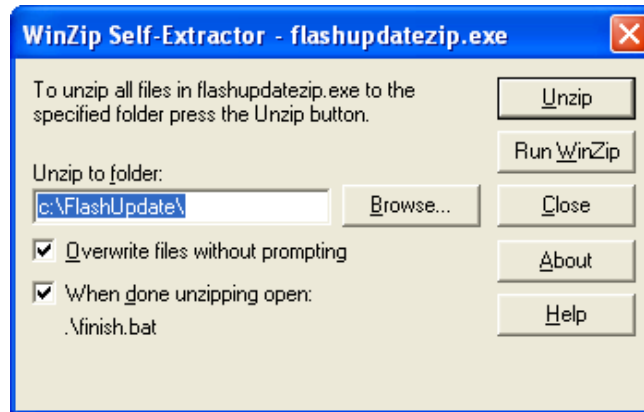 WinZip Self-Extractor - flashupdatezip.exe
To unzip all files in flashupdatezip.exe to the
specified folder press the Unzip button.
Unzip
Run WinZip
Unzip to folder:
c:\FlashUpdate\
Browse...
Close
Overwrite files without prompting
About
When done unzipping open:
.\finish.bat
Help